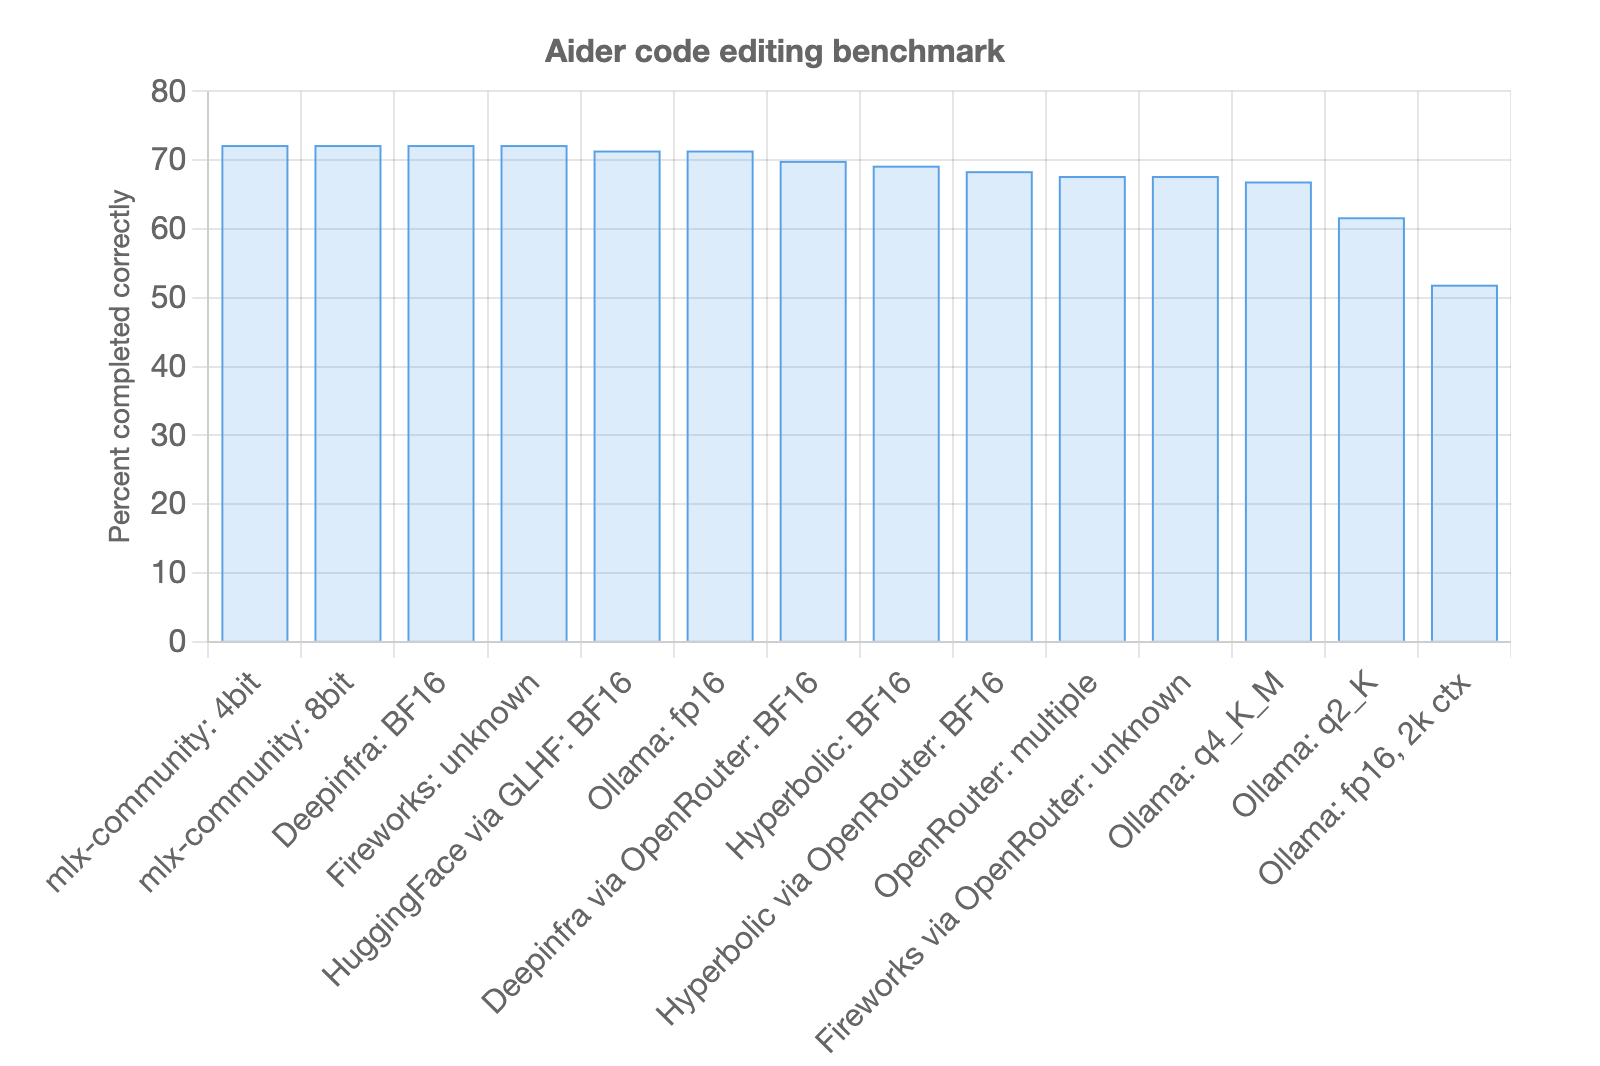 Aider code editing benchmark
Percent completed correctly
80
70
60
50
40
30
20
10
0
mlx-community: 4bit
mlx-community: 8bit
Deepinfra: BF16
Fireworks: unknown
HuggingFace via GLHF: BF16
Ollama: fp16
Deepinfra via OpenRouter: BF16
Hyperbolic: BF16
Hyperbolic via OpenRouter: BF16
OpenRouter: multiple
Fireworks via OpenRouter: unknown
Ollama: q4_K_M
Ollama: q2_K
Ollama: fp16, 2k ctx